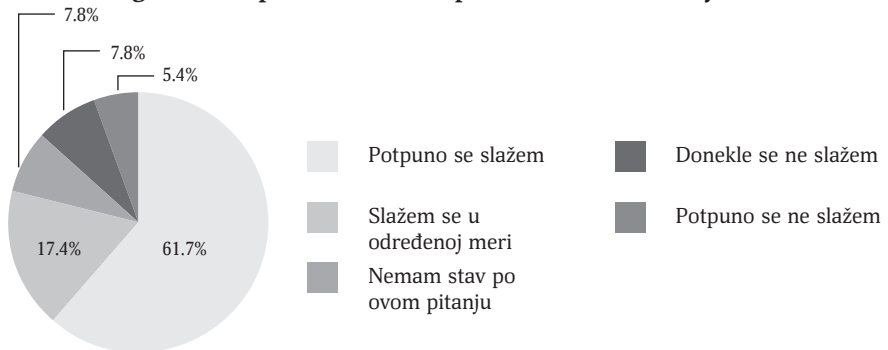 7.8%
7.8%
5.4%
17.4%
61.7%
Potpuno se slažem
Slažem se u
određenoj meri
Nemam stav po
ovom pitanju
Donekle se ne slažem
Potpuno se ne slažem